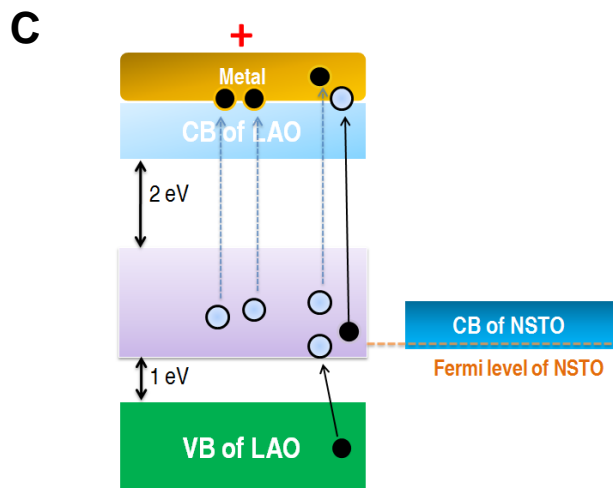 C
+
Metal
CB of LAO
2 eV
CB of NSTO
Fermi level of NSTO
1 eV
VB of LAO